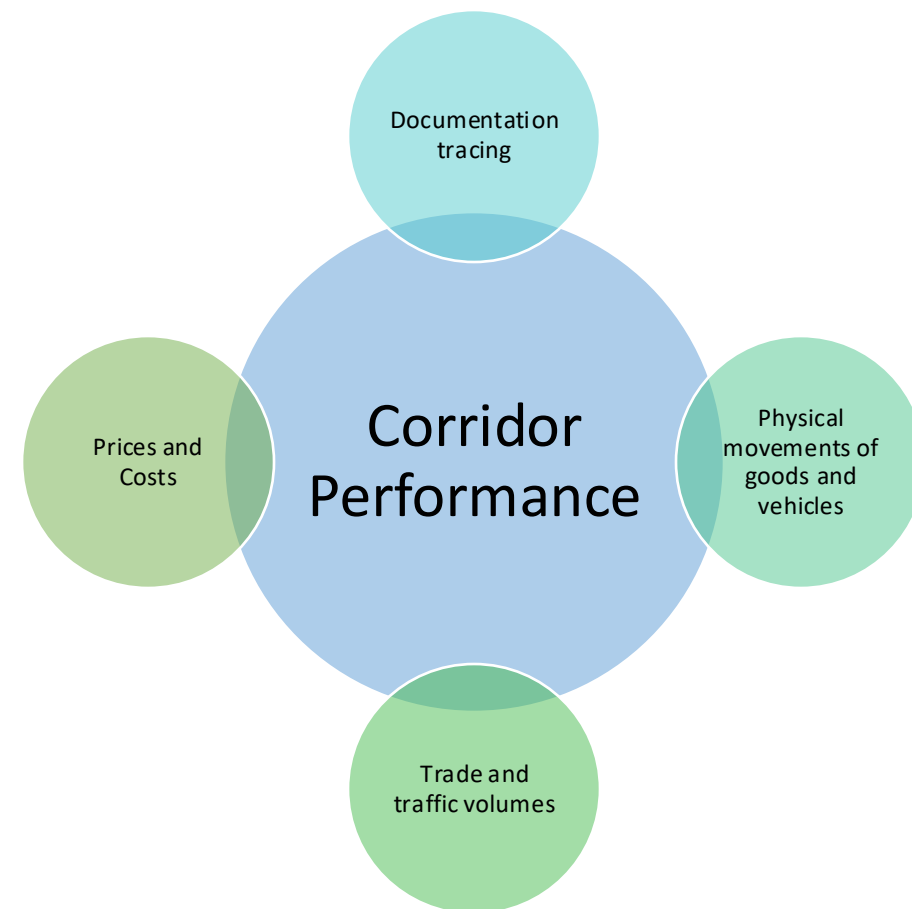 Documentation
tracing
Prices and
Costs
Corridor
Performance
Physical
movements of
goods and
vehicles
Trade and
traffic volumes